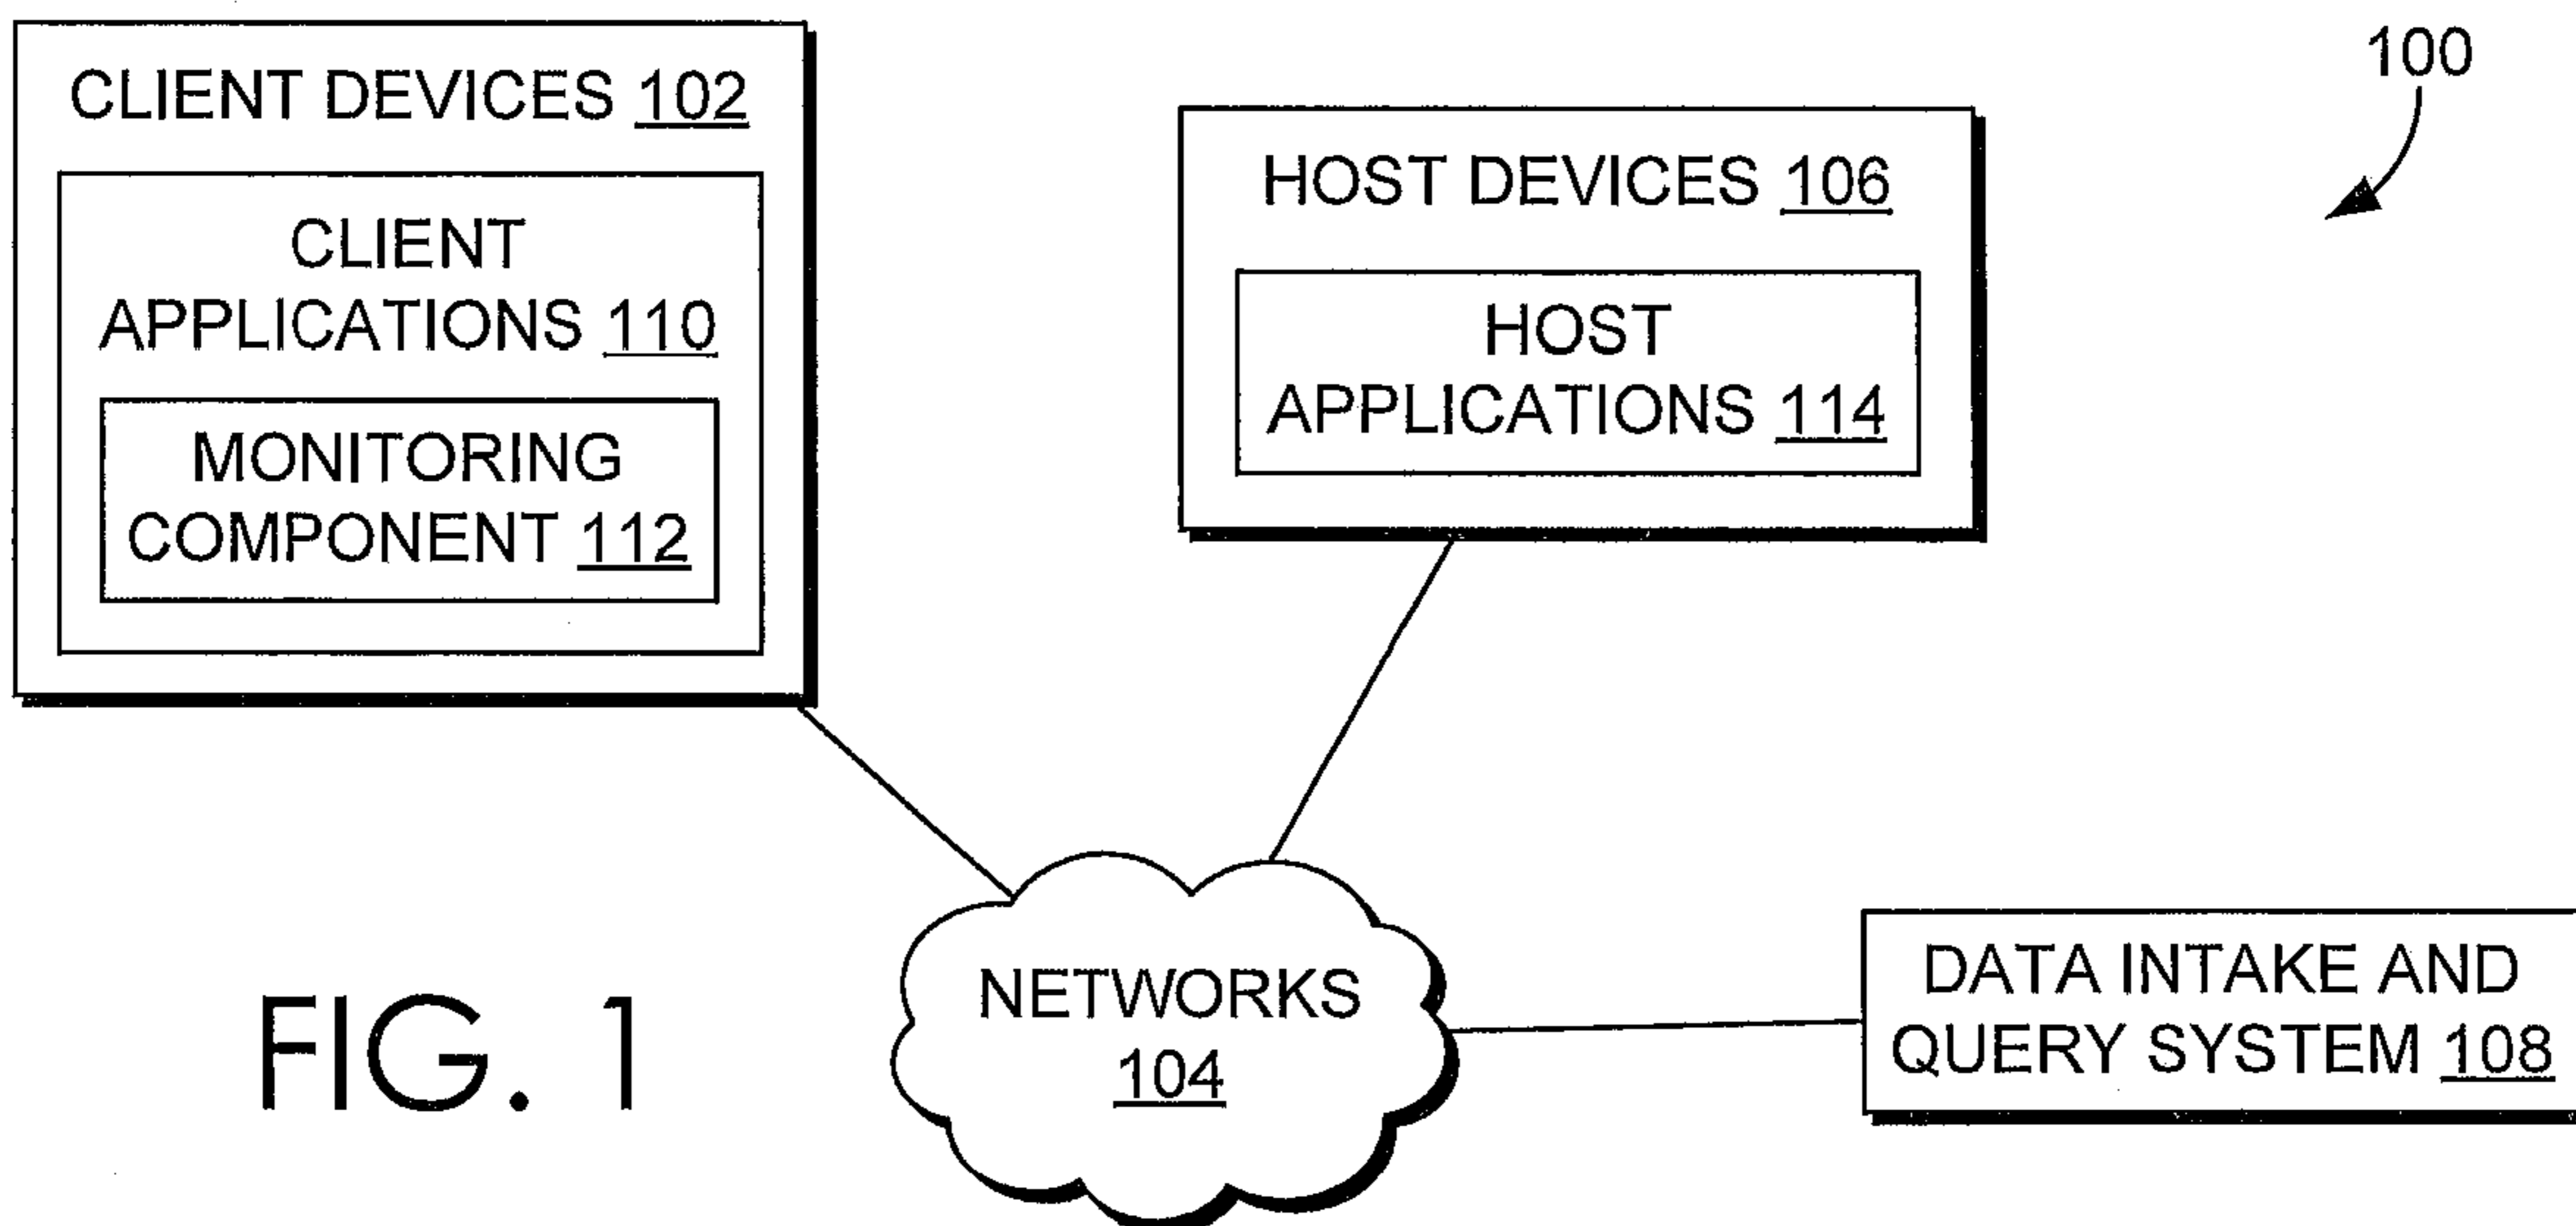 CLIENT DEVICES 102
CLIENT
APPLICATIONS 110
MONITORING
COMPONENT 112
HOST DEVICES 106
HOST
APPLICATIONS 114
100
NETWORKS
104
DATA INTAKE AND
QUERY SYSTEM 108
FIG. 1